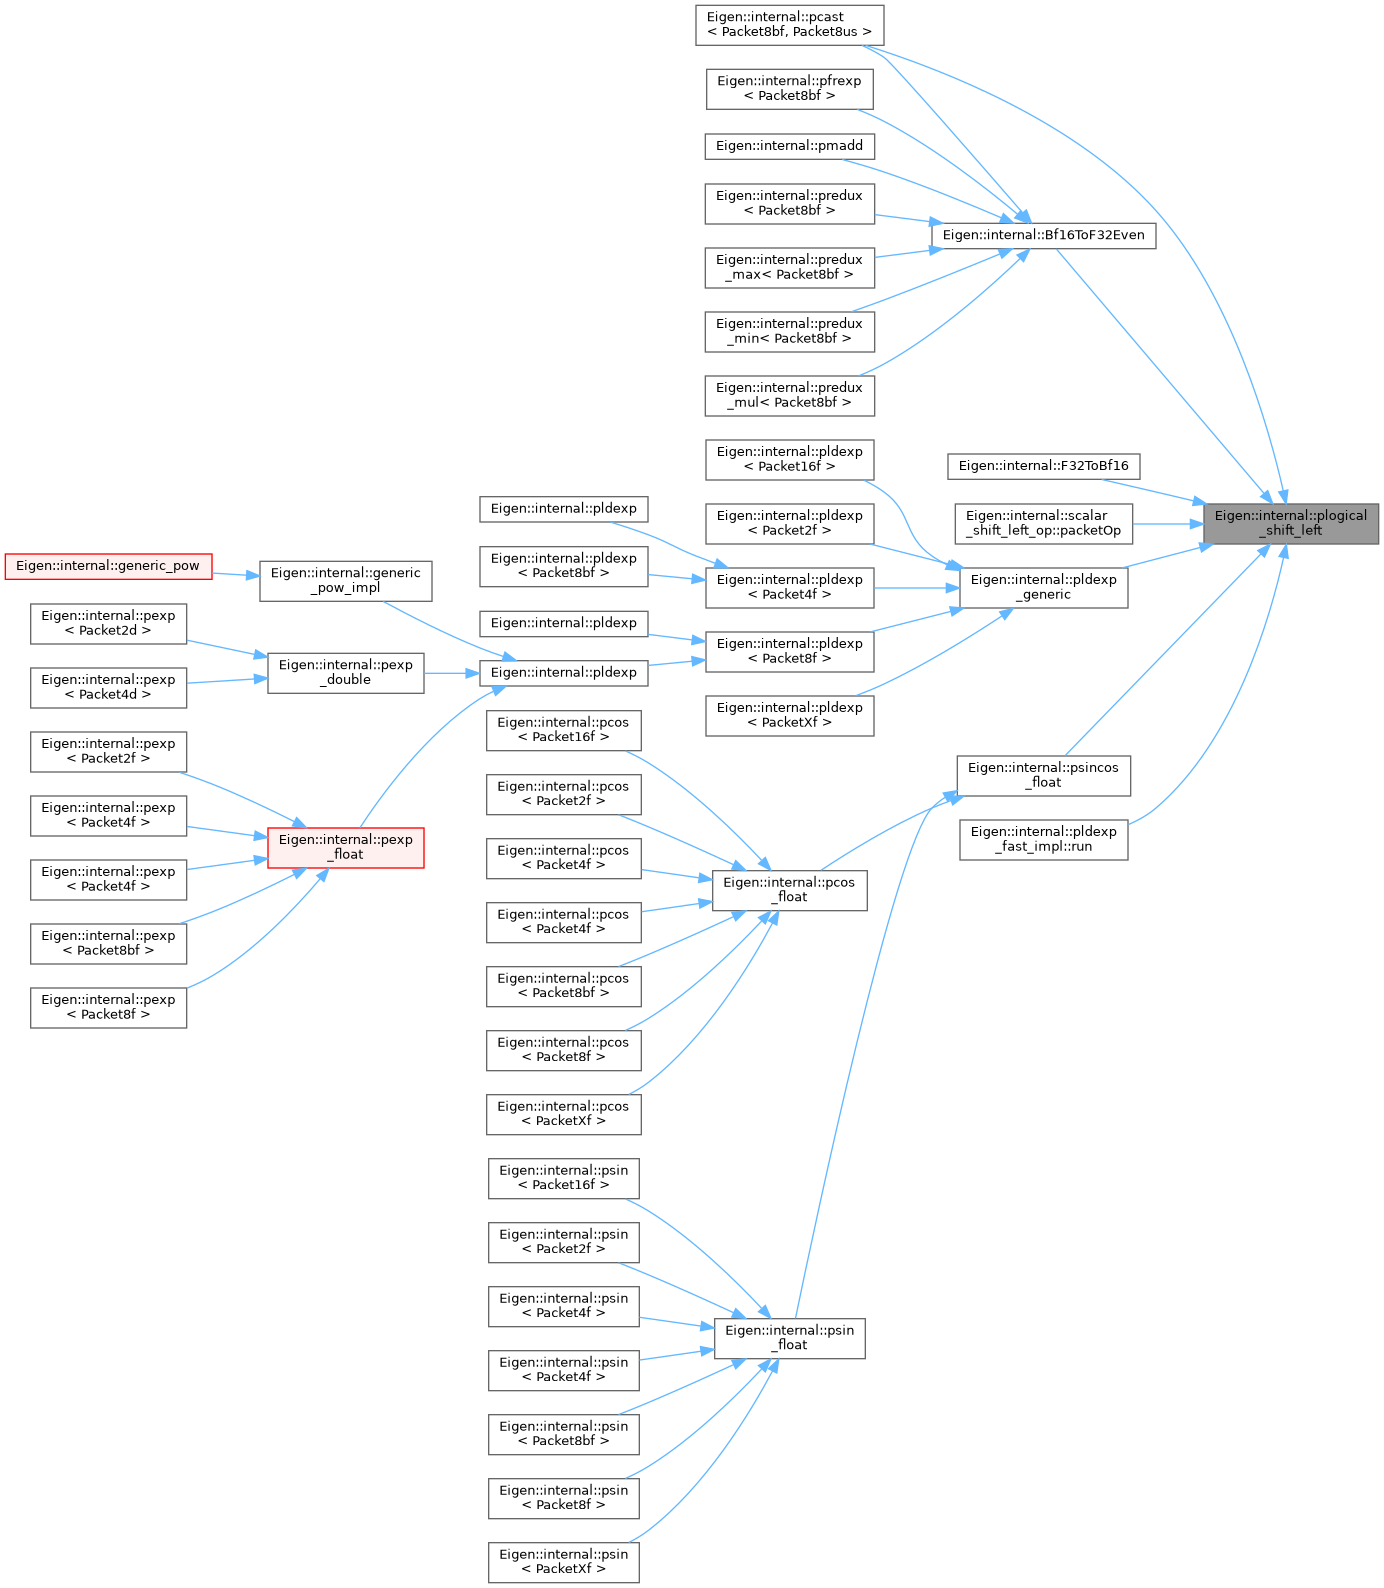 Eigen::internal::pcast
< Packet8bf, Packet8us >
Eigen::internal::pfrexp
< Packet8bf >
Eigen::internal::pmadd
Eigen::internal::predux
< Packet8bf >
Eigen::internal::Bf16ToF32Even
Eigen::internal::predux
_max< Packet8bf >
Eigen::internal::predux
_min< Packet8bf >
Eigen::internal::predux
_mul< Packet8bf >
Eigen::internal::pldexp
< Packet16f >
Eigen::internal::F32ToBf16
Eigen::internal::pldexp
Eigen::internal::pldexp
< Packet2f >
Eigen::internal::scalar
_shift_left_op::packetOp
Eigen::internal::plogical
_shift_left
Eigen::internal::generic_pow
Eigen::internal::generic
_pow_impl
Eigen::internal::pldexp
< Packet8bf >
Eigen::internal::pldexp
< Packet4f >
Eigen::internal::pldexp
_generic
Eigen::internal::pexp
< Packet2d >
Eigen::internal::pldexp
Eigen::internal::pldexp
< Packet8f >
Eigen::internal::pexp
_double
Eigen::internal::pldexp
Eigen::internal::pexp
< Packet4d >
Eigen::internal::pldexp
< PacketXf >
Eigen::internal::pexp
< Packet2f >
Eigen::internal::pcos
< Packet16f >
Eigen::internal::psincos
_float
Eigen::internal::pexp
< Packet4f >
Eigen::internal::pcos
< Packet2f >
Eigen::internal::pldexp
_fast_impl::run
Eigen::internal::pexp
_float
Eigen::internal::pcos
< Packet4f >
Eigen::internal::pexp
< Packet4f >
Eigen::internal::pcos
_float
Eigen::internal::pcos
< Packet4f >
Eigen::internal::pexp
< Packet8bf >
Eigen::internal::pcos
< Packet8bf >
Eigen::internal::pexp
< Packet8f >
Eigen::internal::pcos
< Packet8f >
Eigen::internal::pcos
< PacketXf >
Eigen::internal::psin
< Packet16f >
Eigen::internal::psin
< Packet2f >
Eigen::internal::psin
< Packet4f >
Eigen::internal::psin
_float
Eigen::internal::psin
< Packet4f >
Eigen::internal::psin
< Packet8bf >
Eigen::internal::psin
< Packet8f >
Eigen::internal::psin
< PacketXf >